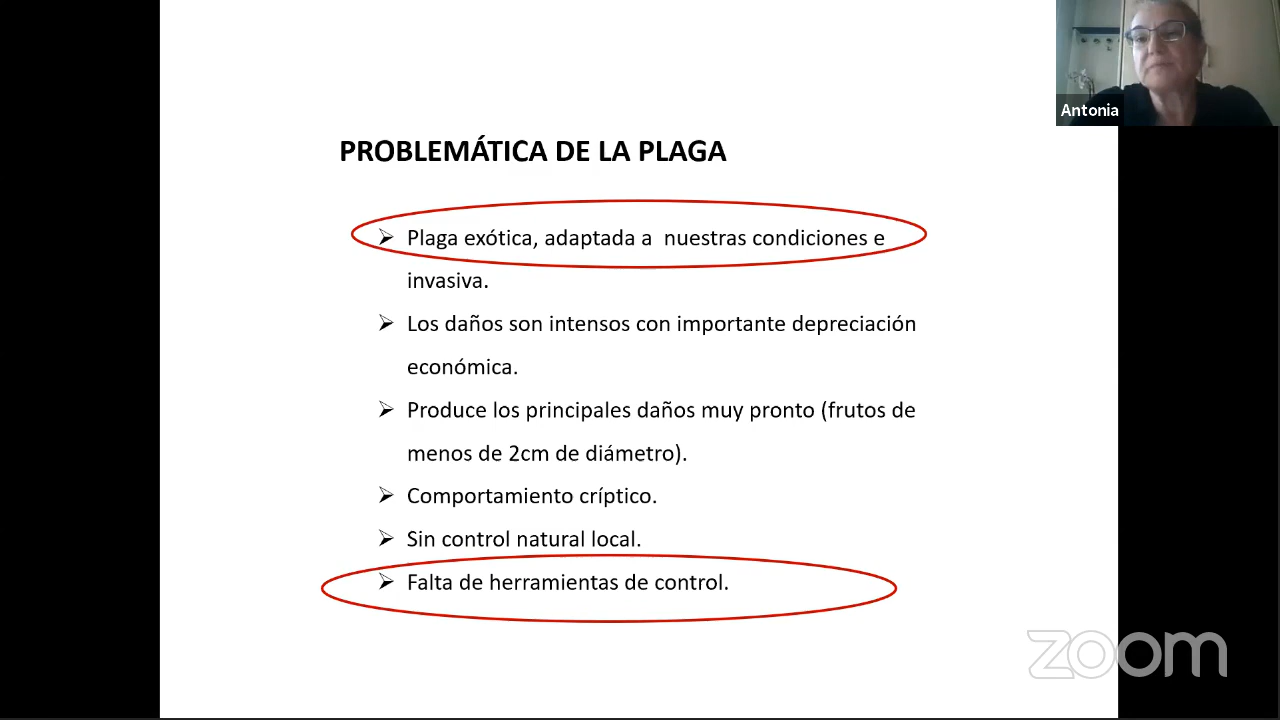 Antonia
PROBLEMÁTICA DE LA PLAGA
Plaga exótica, adaptada a nuestras condiciones e
invasiva.
Los daños son intensos con importante depreciación
económica.
Produce los principales daños muy pronto (frutos de
menos de 2cm de diámetro).
Comportamiento críptico.
Sin control natural local.
Falta de herramientas de control.
zoom